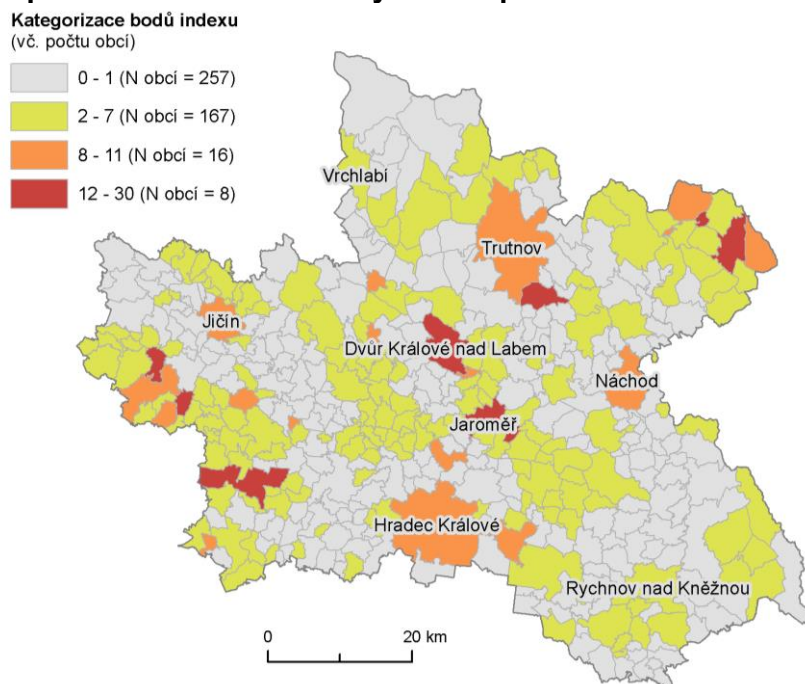 Kategorizace bodů indexu
(vč. počtu obcí)
0 - 1 (N obcí = 257)
2 - 7 (N obcí = 167)
8 - 11 (N obcí = 16)
12 - 30 (N obcí = 8)
Vrchlabí
Trutnov
Jičín
Dvůr Králové nad Labem
Náchod
Jaroměř
Hradec Králové
Rychnov nad Kněžnou
0 20 km